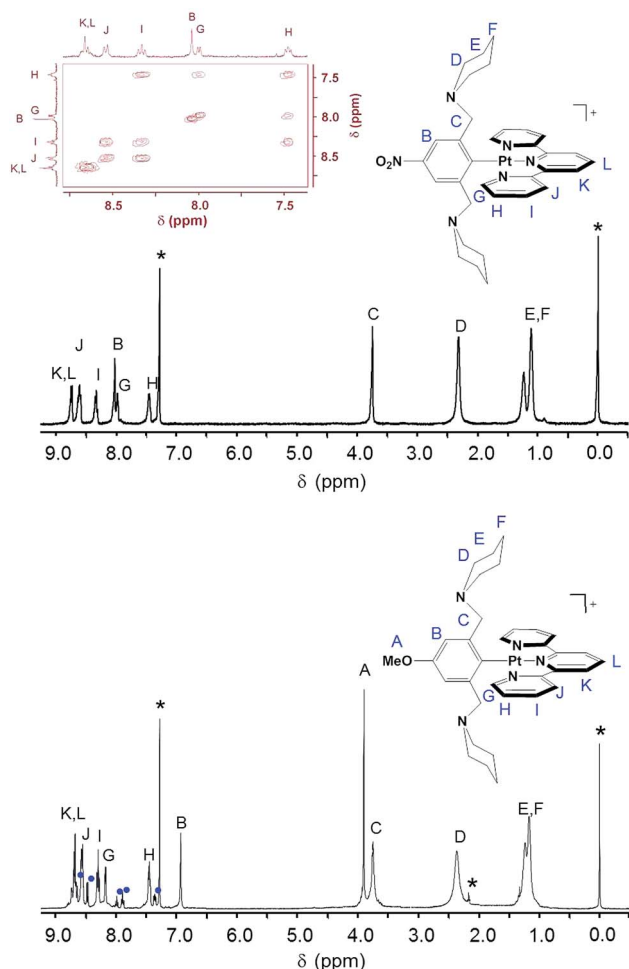 K,L J I B G H
H
G
B
I
J
K,L
7.5
8.0
8.5
δ (ppm)
8.5 8.0 7.5
δ (ppm)
F
E
D
N
C
B
O₂N
Pt N
N
N
L
K
J
I
H
G
N
+
*
K,L J I B G H * C D E,F *
9.0 8.0 7.0 6.0 5.0 4.0 3.0 2.0 1.0 0.0
δ (ppm)
F
E
D
N
C
B
A
MeO
Pt N
N
N
L
K
J
I
H
G
N
+
K,L J I G H * B A C D * E,F *
9.0 8.0 7.0 6.0 5.0 4.0 3.0 2.0 1.0 0.0
δ (ppm)